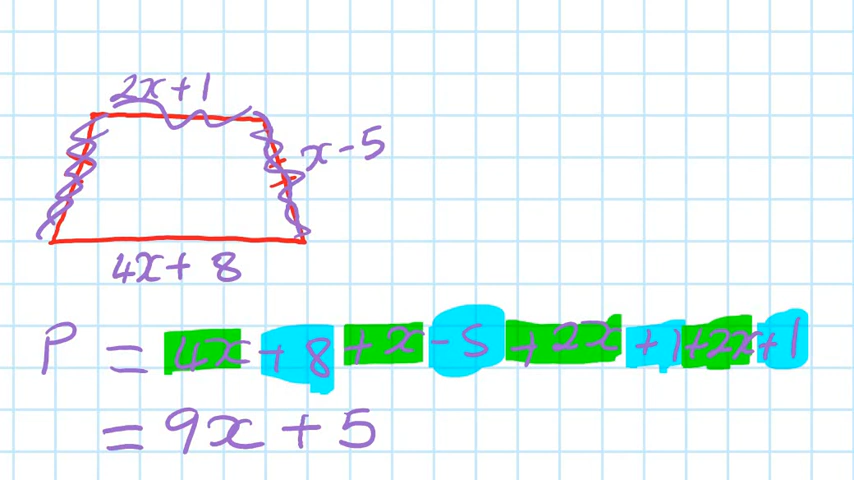 2x+1
x-5
4x+ 8
P = 4x + 8 + x - 5 + 2x + 1 + 2x + 1
= 9x + 5